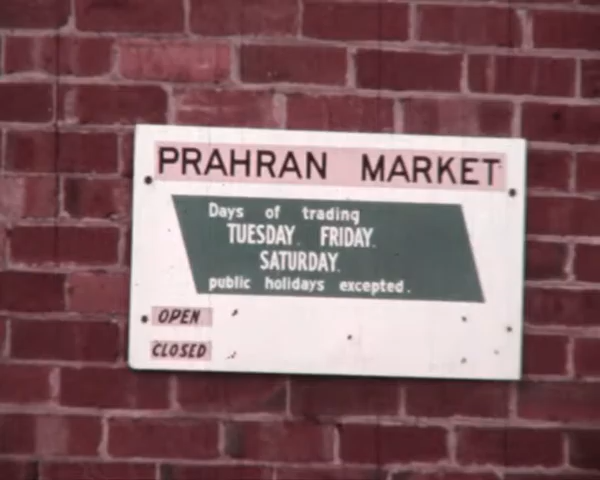 PRAHRAN MARKET
Days of trading
TUESDAY. FRIDAY.
SATURDAY.
public holidays excepted.
OPEN
CLOSED